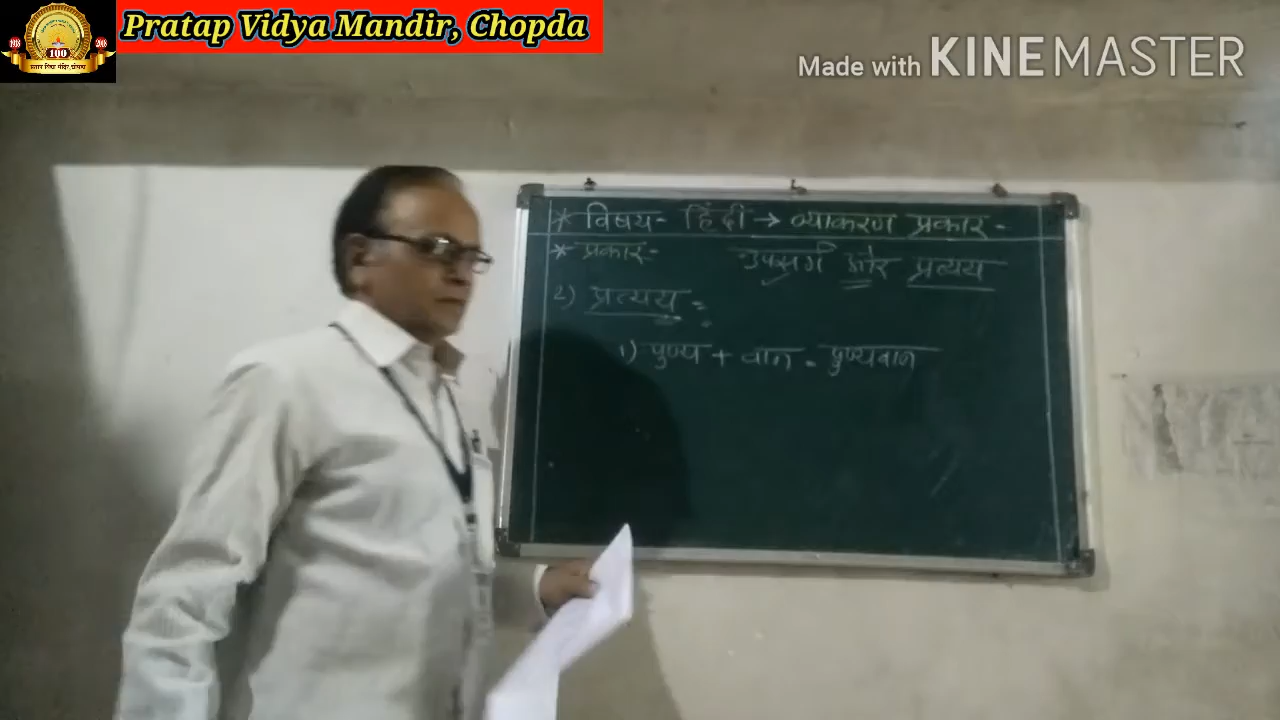 Pratap Vidya Mandir, Chopda
Made with KINEMASTER
100
* विषय- हिंदी → व्याकरण प्रकार-
* प्रकार- उपसर्ग और प्रत्यय
2) प्रत्यय :
1) पुण्य + वान = पुण्यवान